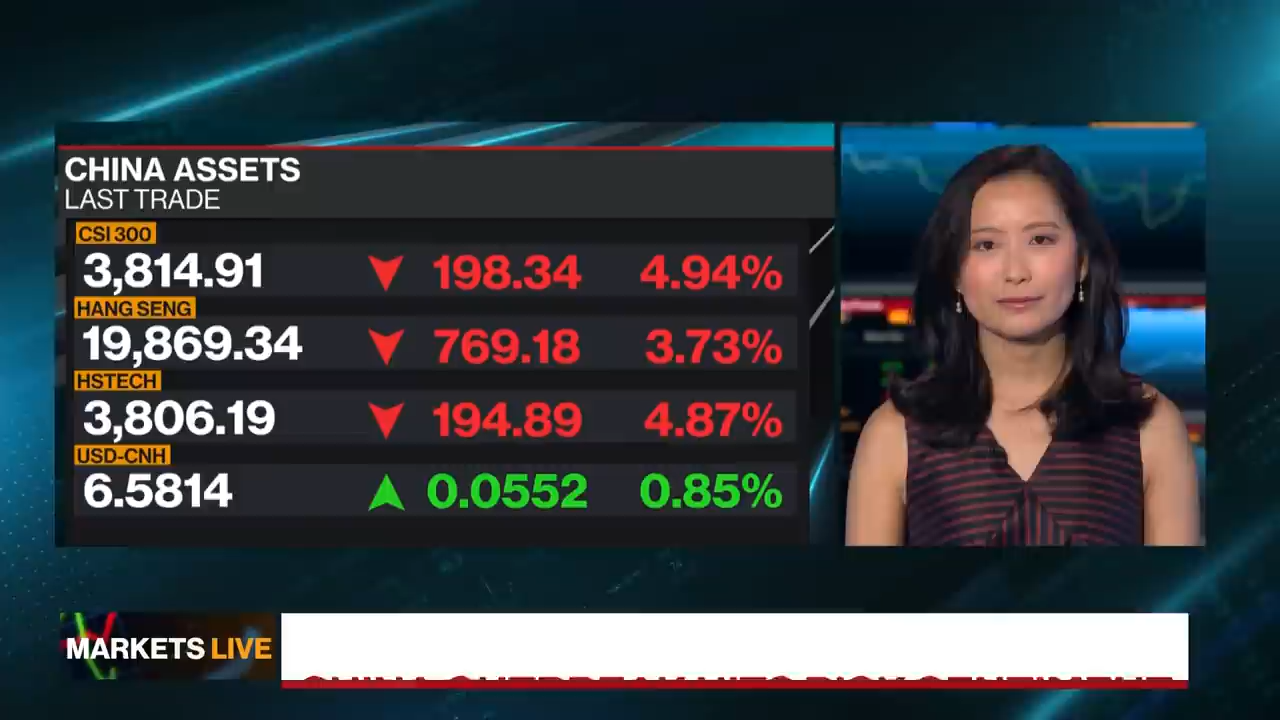 CHINA ASSETS
LAST TRADE
CSI 300
3,814.91 198.34 4.94%
HANG SENG
19,869.34 769.18 3.73%
HSTECH
3,806.19 194.89 4.87%
USD-CNH
6.5814 0.0552 0.85%
MARKETS LIVE